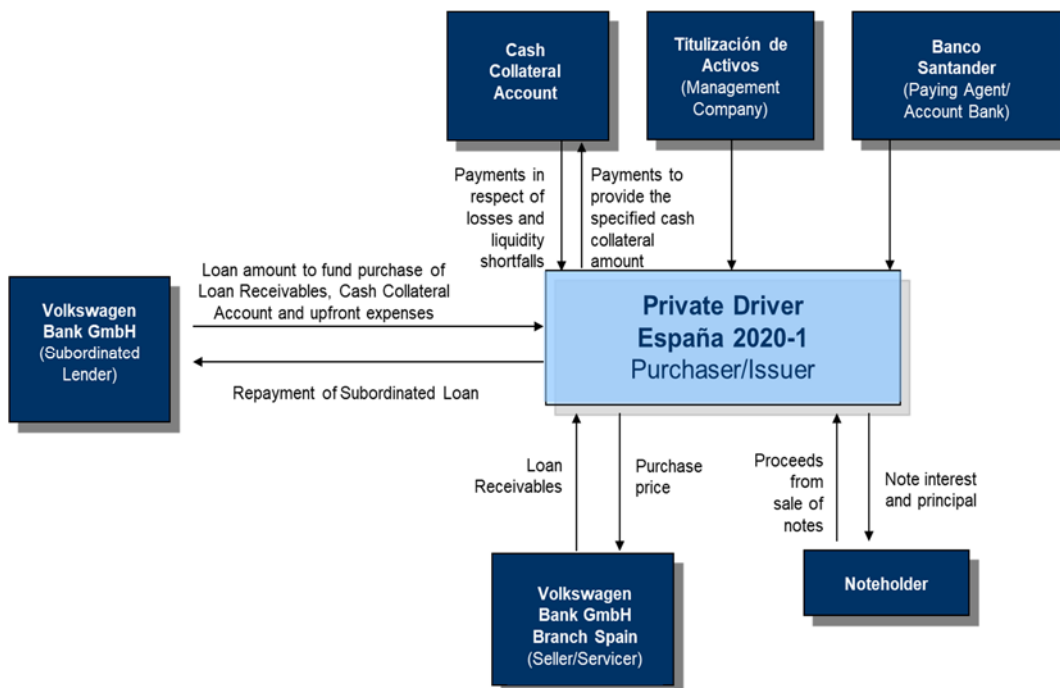 Cash
Collateral
Account
Titulización de
Activos
(Management
Company)
Banco
Santander
(Paying Agent/
Account Bank)
Payments in
respect of
losses and
liquidity
shortfalls
Payments to
provide the
specified cash
collateral
amount
Volkswagen
Bank GmbH
(Subordinated
Lender)
Loan amount to fund purchase of
Loan Receivables, Cash Collateral
Account and upfront expenses
Repayment of Subordinated Loan
Private Driver
España 2020-1
Purchaser/Issuer
Loan
Receivables
Purchase
price
Proceeds
from
sale of
notes
Note interest
and principal
Volkswagen
Bank GmbH
Branch Spain
(Seller/Servicer)
Noteholder